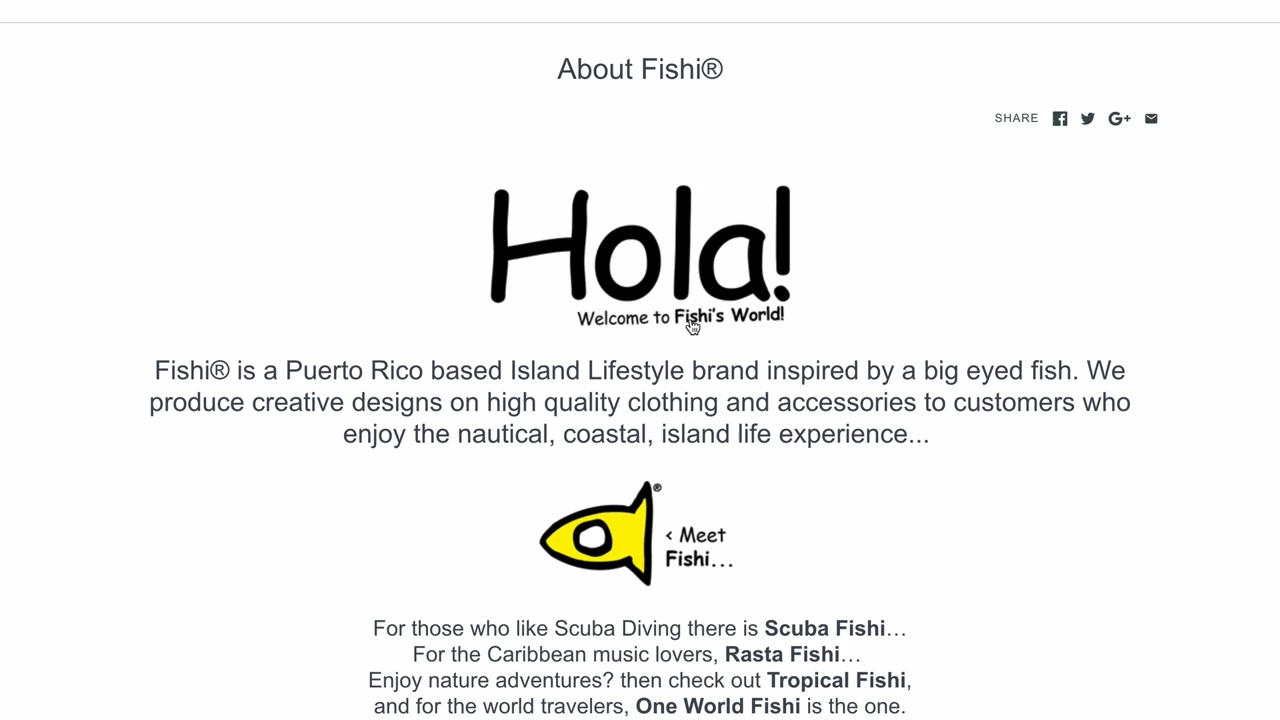 About Fishi®
SHARE
Hola!
Welcome to Fishi's World!
Fishi® is a Puerto Rico based Island Lifestyle brand inspired by a big eyed fish. We
produce creative designs on high quality clothing and accessories to customers who
enjoy the nautical, coastal, island life experience...
®
< Meet
Fishi...
For those who like Scuba Diving there is Scuba Fishi…
For the Caribbean music lovers, Rasta Fishi…
Enjoy nature adventures? then check out Tropical Fishi,
and for the world travelers, One World Fishi is the one.